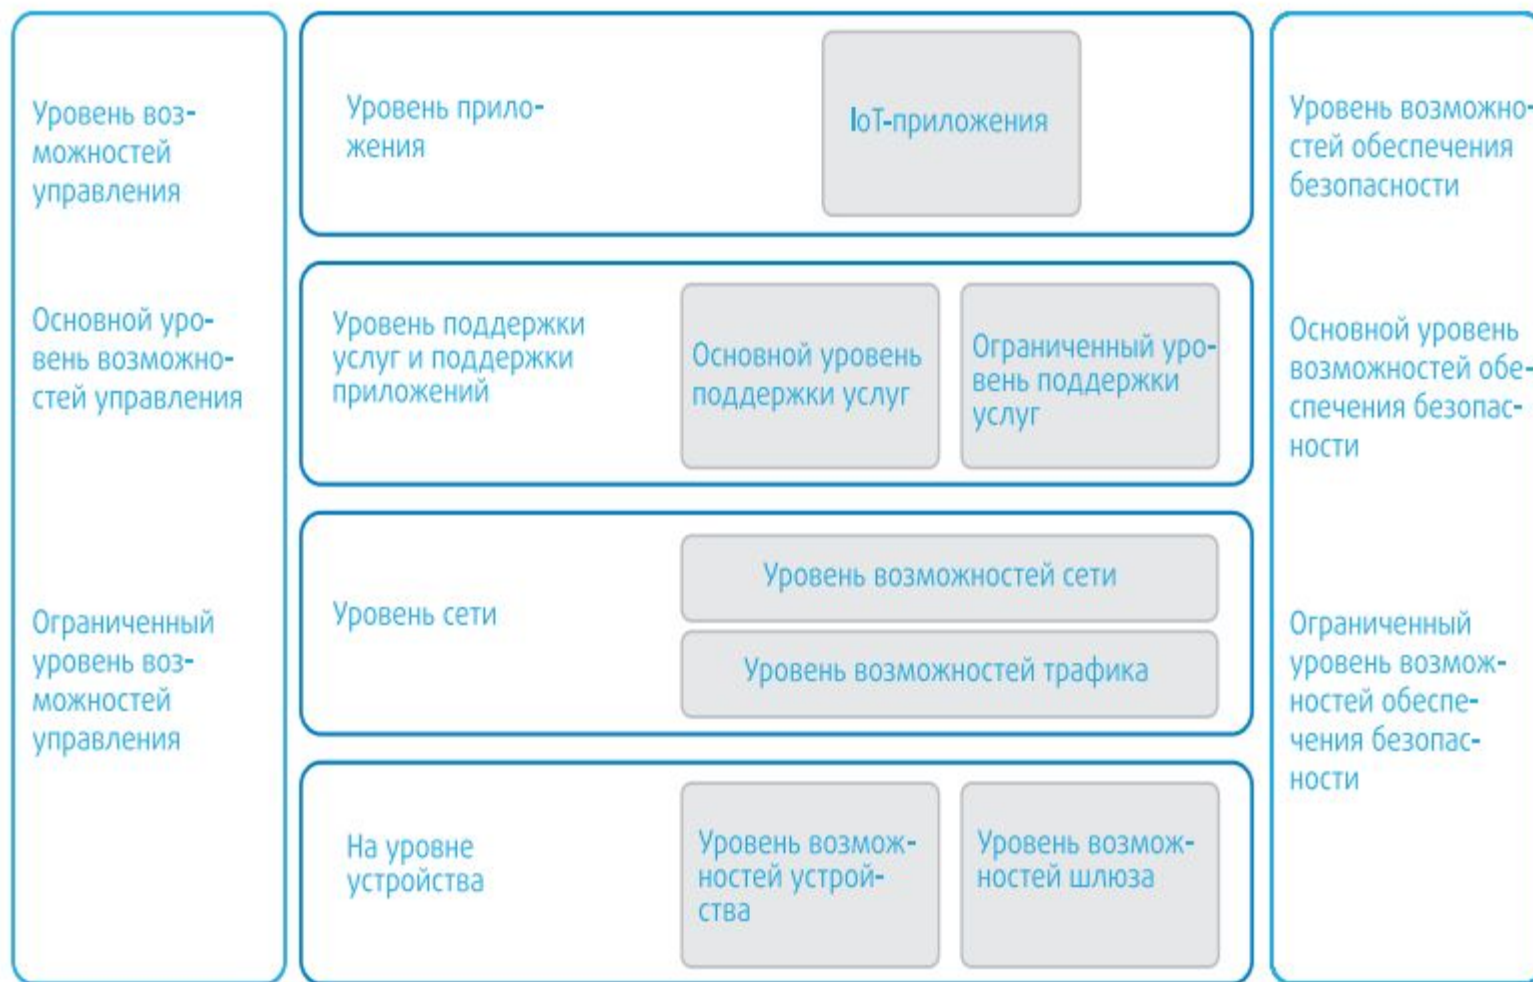 Уровень воз-
можностей
управления
Основной уро-
вень возможно-
стей управления
Ограниченный
уровень воз-
можностей
управления
Уровень прило-
жения
IoT-приложения
Уровень поддержки
услуг и поддержки
приложений
Основной уровень
поддержки услуг
Ограниченный уро-
вень поддержки
услуг
Уровень сети
Уровень возможностей сети
Уровень возможностей трафика
На уровне
устройства
Уровень возмож-
ностей устрой-
ства
Уровень возмож-
ностей шлюза
Уровень возможно-
стей обеспечения
безопасности
Основной уровень
возможностей обе-
спечения безопас-
ности
Ограниченный
уровень возмож-
ностей обеспе-
чения безопас-
ности